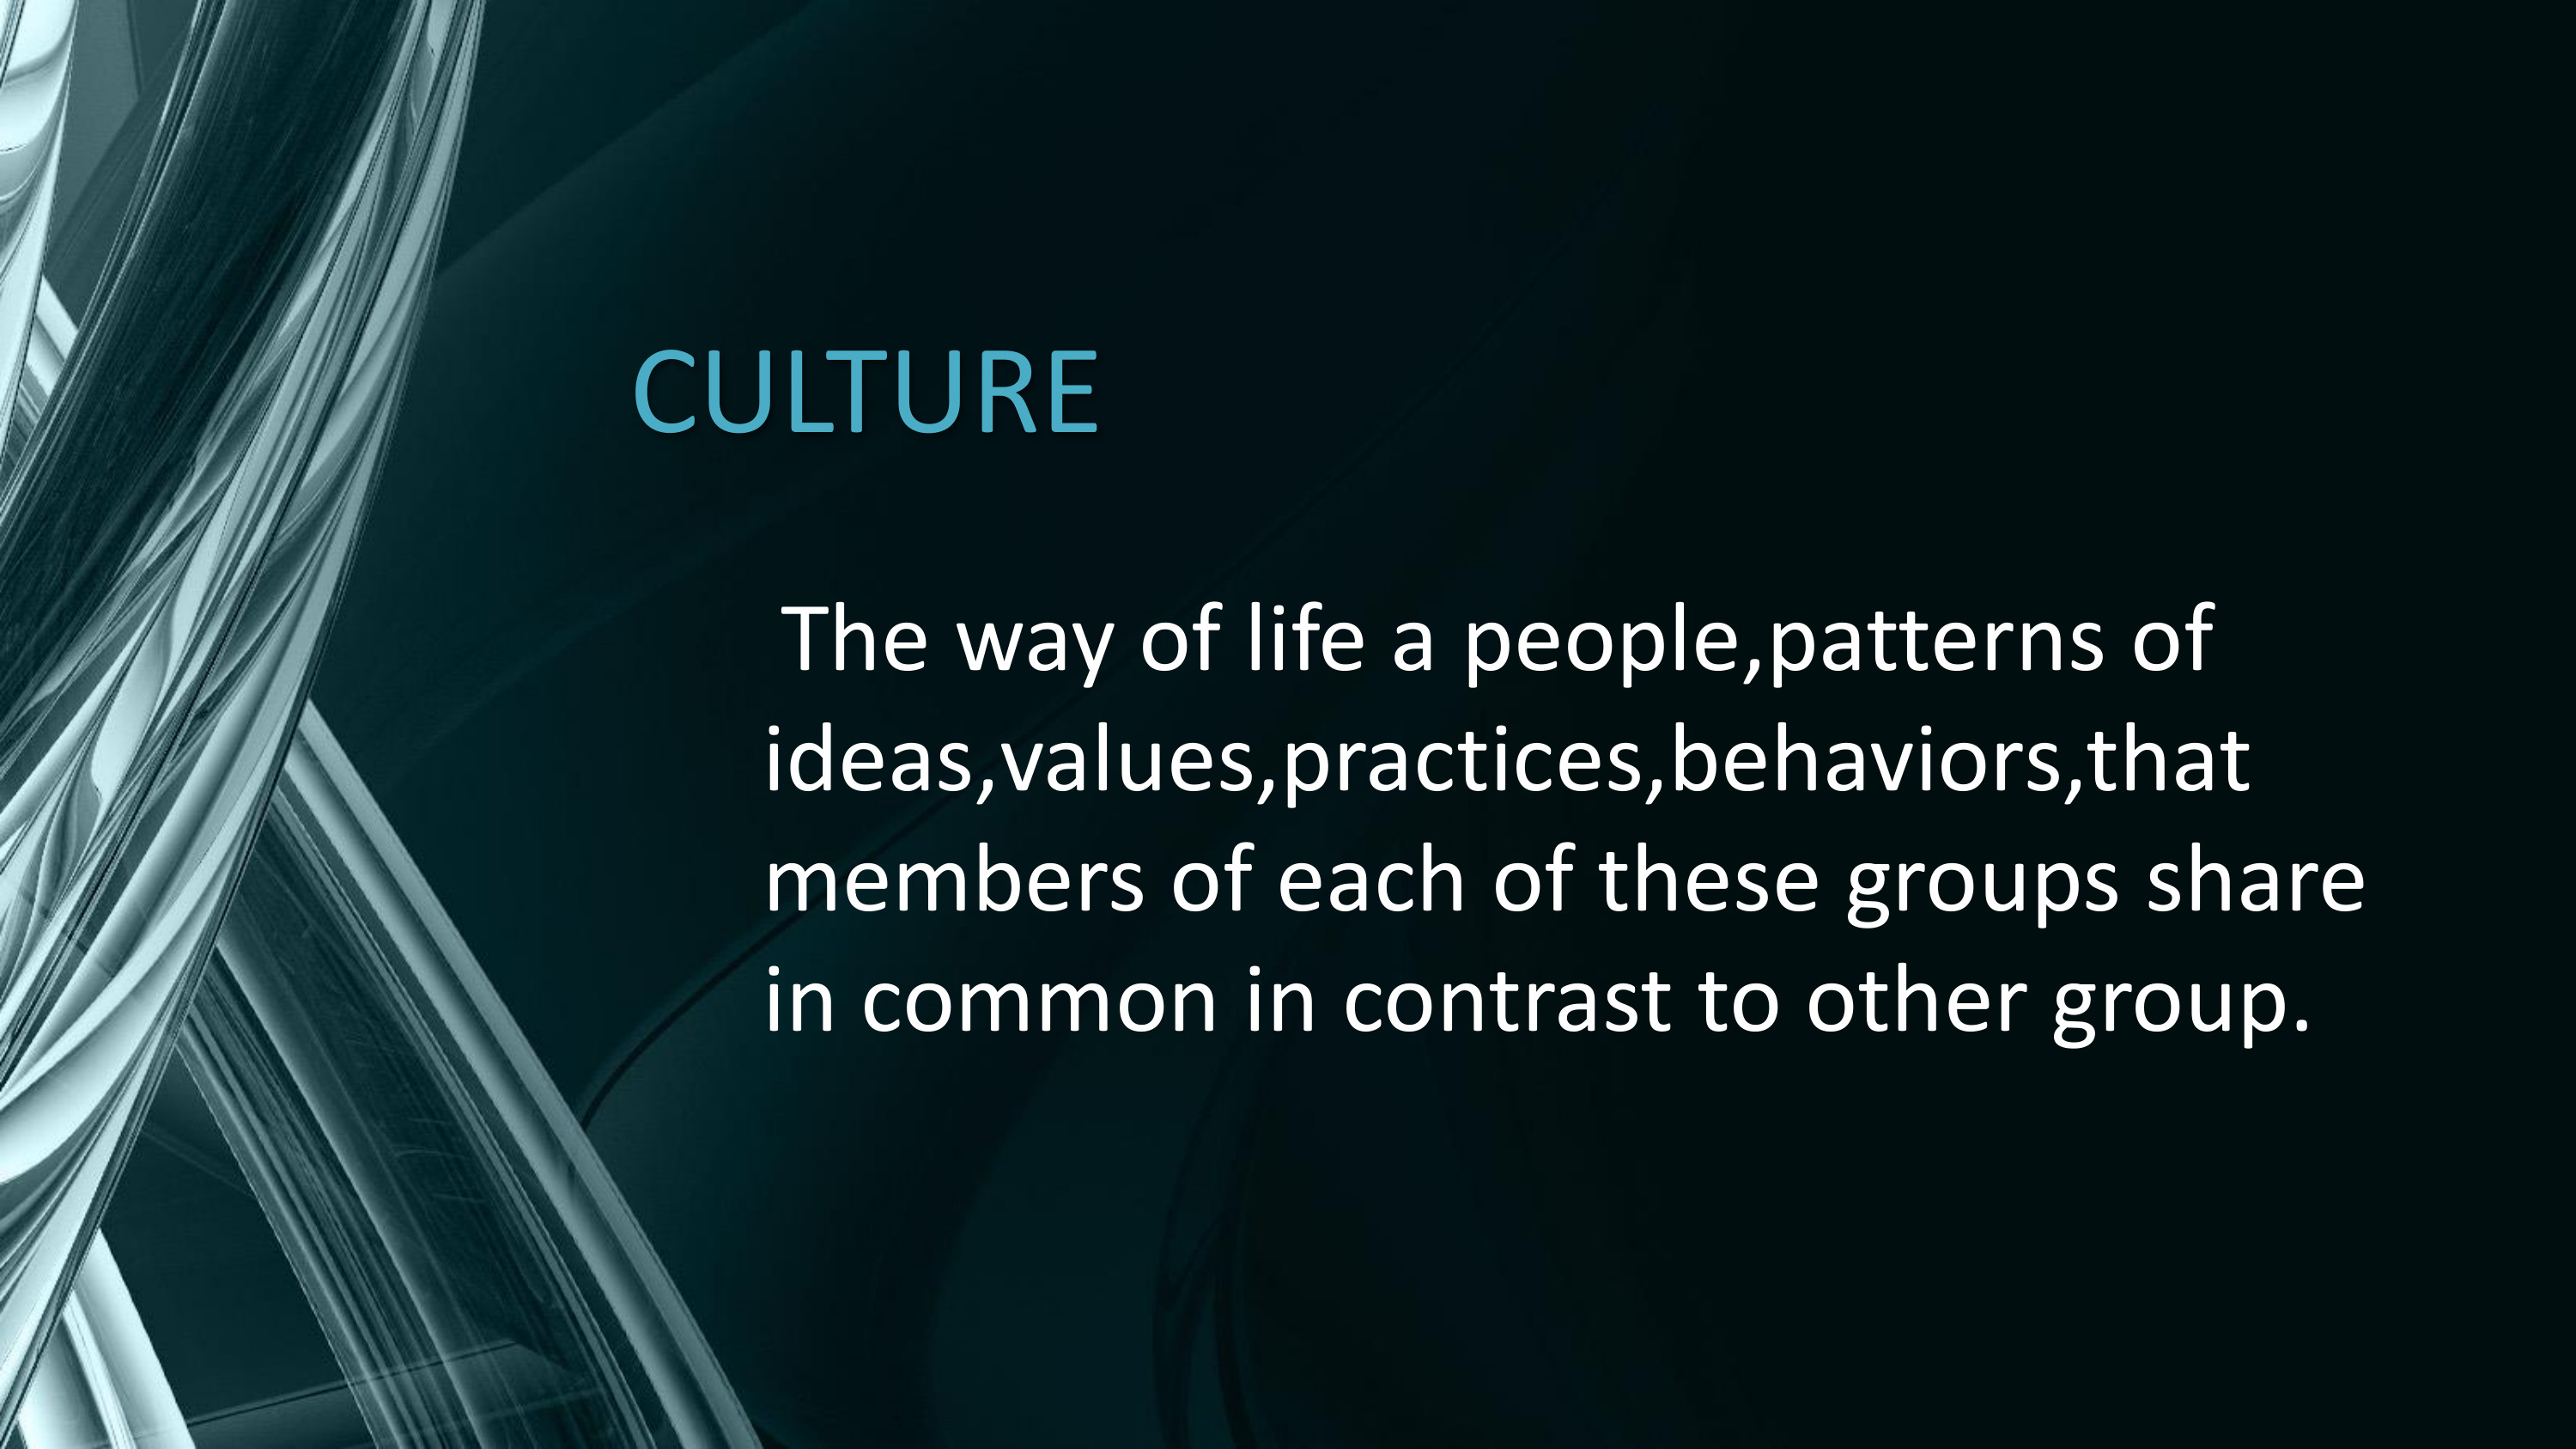 CULTURE
The way of life a people,patterns of
ideas,values,practices,behaviors,that
members of each of these groups share
in common in contrast to other group.